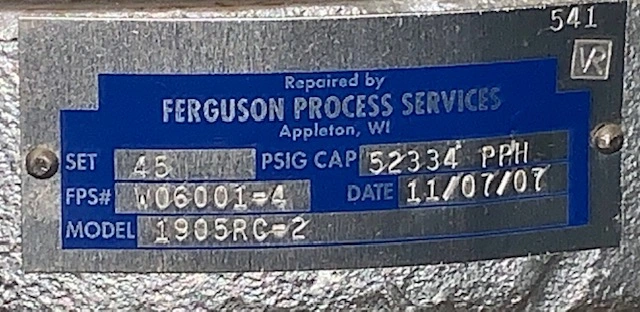 541
VR
Repaired by
FERGUSON PROCESS SERVICES
Appleton, WI
SET 45 PSIG CAP 52334 PPH
FPS# W06001-4 DATE 11/07/07
MODEL 1905RC-2